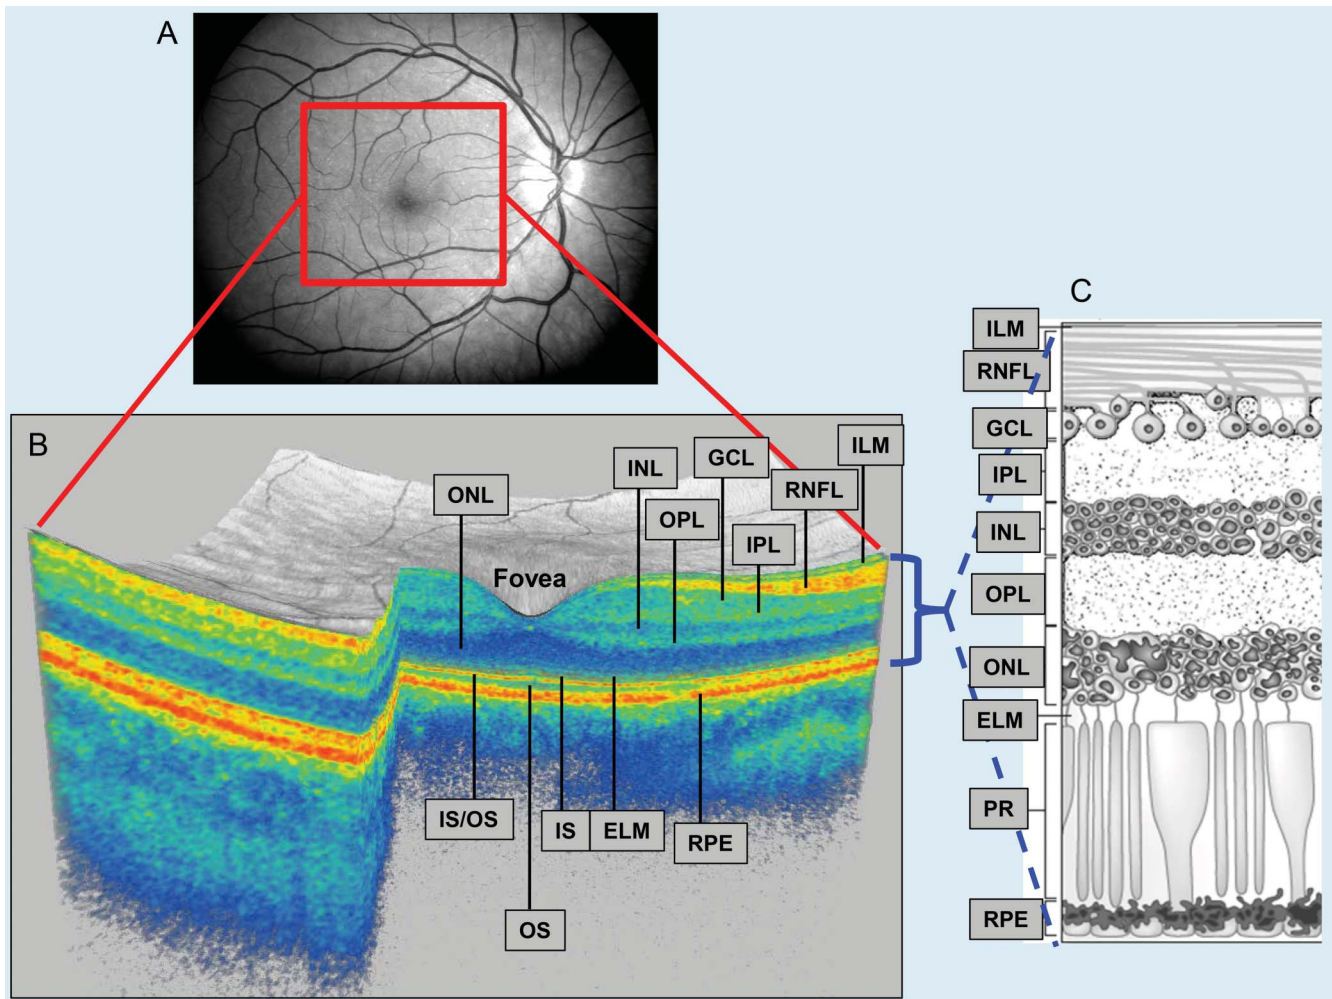 A
B
ONL
INL
GCL
ILM
OPL
RNFL
IPL
Fovea
IS/OS
IS
ELM
RPE
OS
C
ILM
RNFL
GCL
IPL
INL
OPL
ONL
ELM
PR
RPE